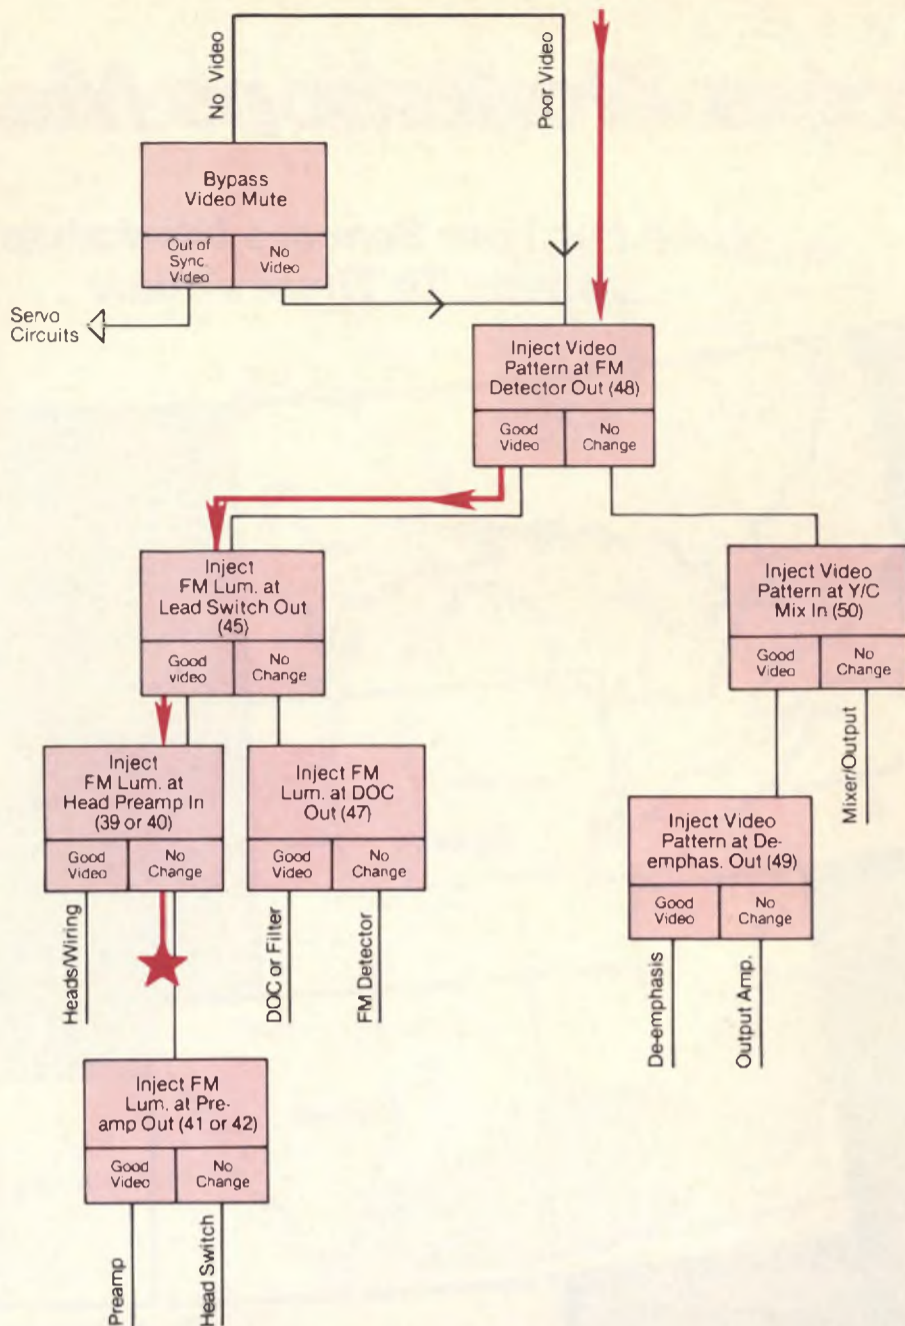 No Video
Poor Video
Bypass
Video Mute
Out of
Sync.
Video
No
Video
Servo
Circuits
Inject Video
Pattern at FM
Detector Out (48)
Good
Video
No
Change
Inject
FM Lum. at
Lead Switch Out
(45)
Good
video
No
Change
Inject Video
Pattern at Y/C
Mix In (50)
Good
Video
No
Change
Inject
FM Lum. at
Head Preamp In
(39 or 40)
Good
Video
No
Change
Inject FM
Lum. at DOC
Out (47)
Good
Video
No
Change
Mixer/Output
Inject Video
Pattern at De-
emphas. Out (49)
Good
Video
No
Change
Heads/Wiring
DOC or Filter
FM Detector
De-emphasis
Output Amp.
Inject FM
Lum. at Pre-
amp Out (41 or 42)
Good
Video
No
Change
Preamp
Head Switch